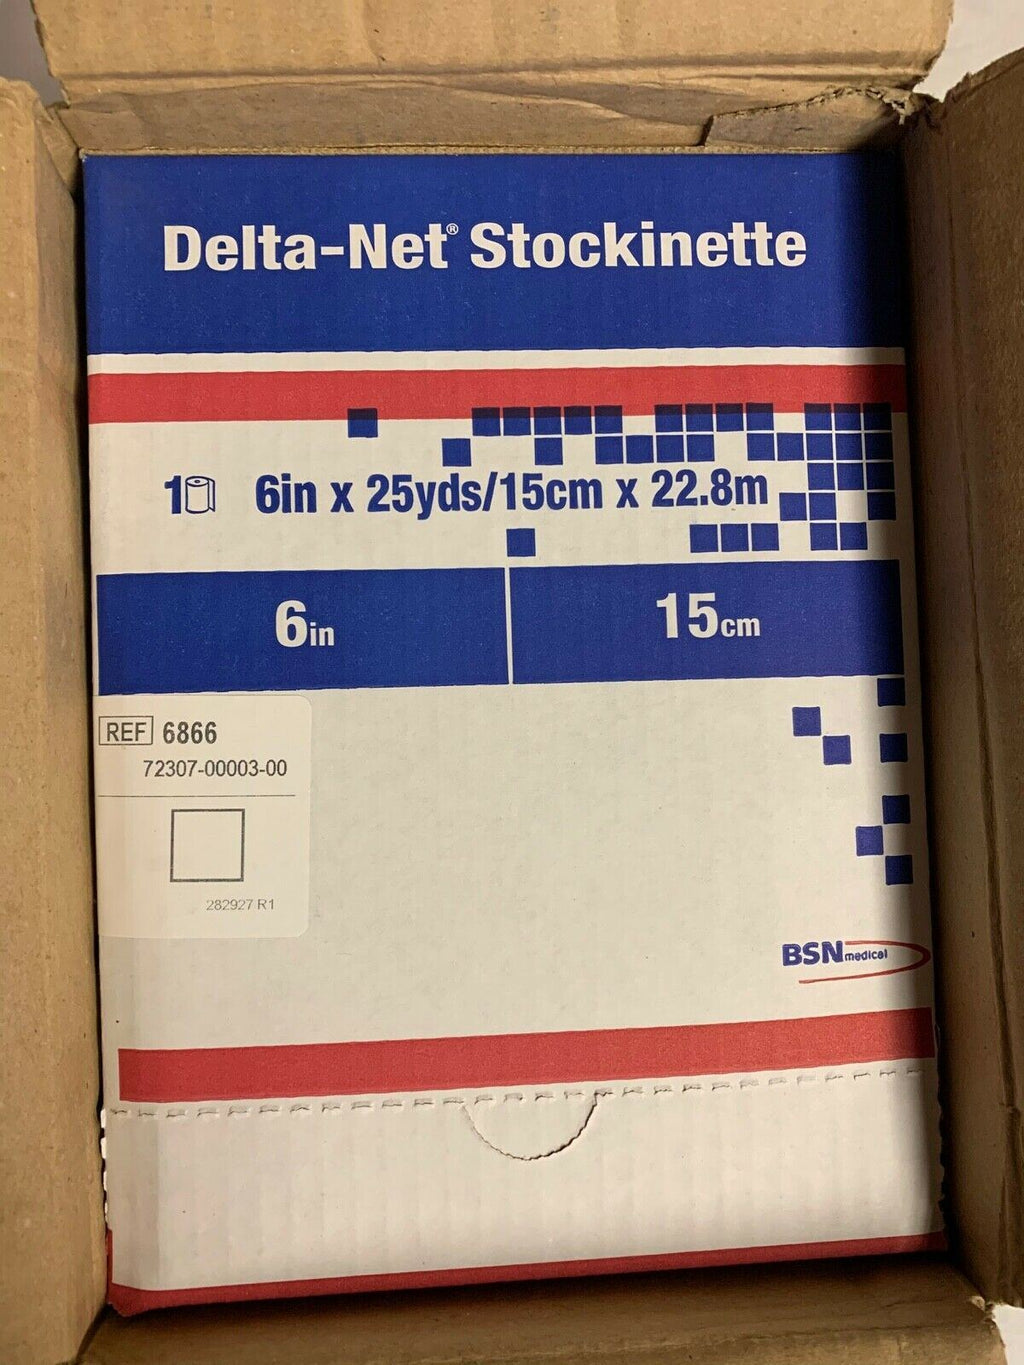 Delta-Net® Stockinette
1 6in x 25yds/15cm x 22.8m
6in
15cm
REF 6866
72307-00003-00
282927 R1
BSN medical